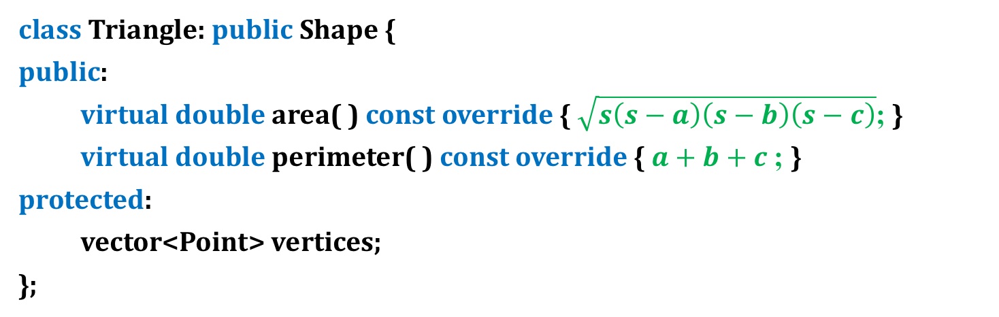 class Triangle: public Shape {
public:
virtual double area( ) const override { √s(s − a)(s − b)(s − c); }
virtual double perimeter( ) const override { a + b + c ; }
protected:
vector<Point> vertices;
};